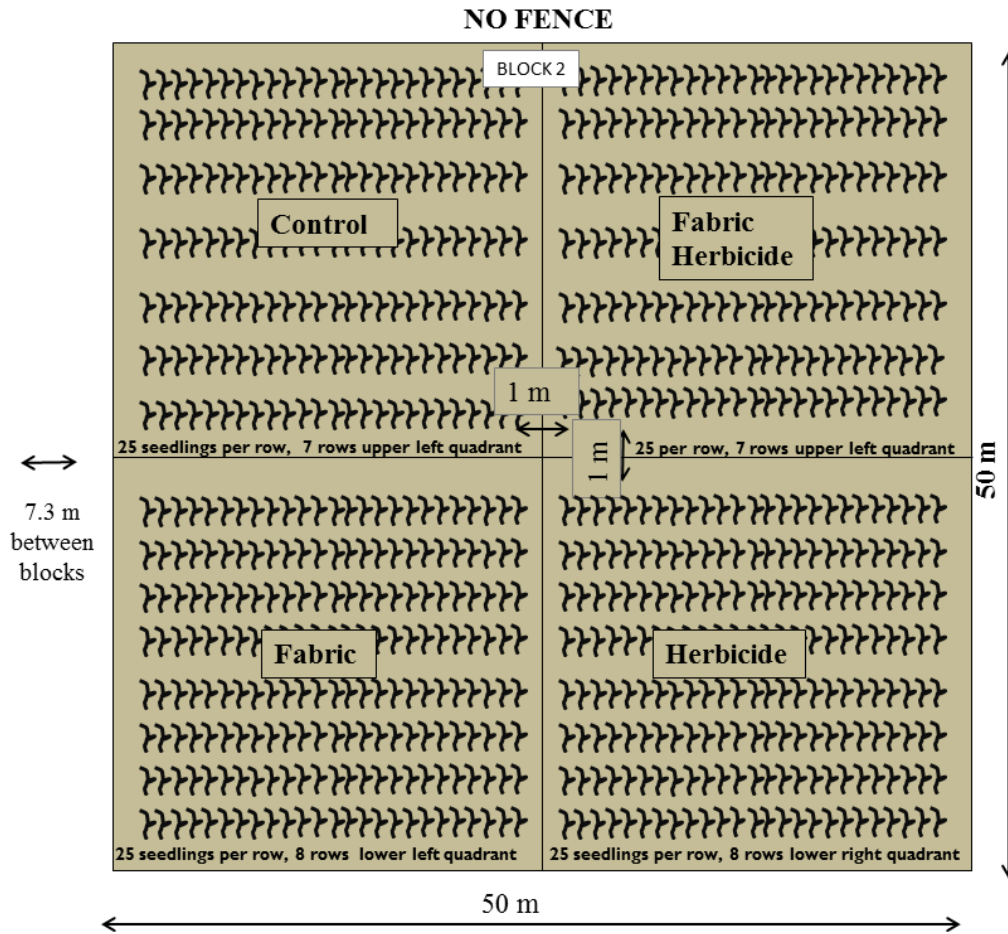 NO FENCE
BLOCK 2
Control
Fabric
Herbicide
1 m
25 seedlings per row, 7 rows upper left quadrant
1 m
25 per row, 7 rows upper left quadrant
7.3 m
between
blocks
50 m
Fabric
Herbicide
25 seedlings per row, 8 rows lower left quadrant
25 seedlings per row, 8 rows lower right quadrant
50 m